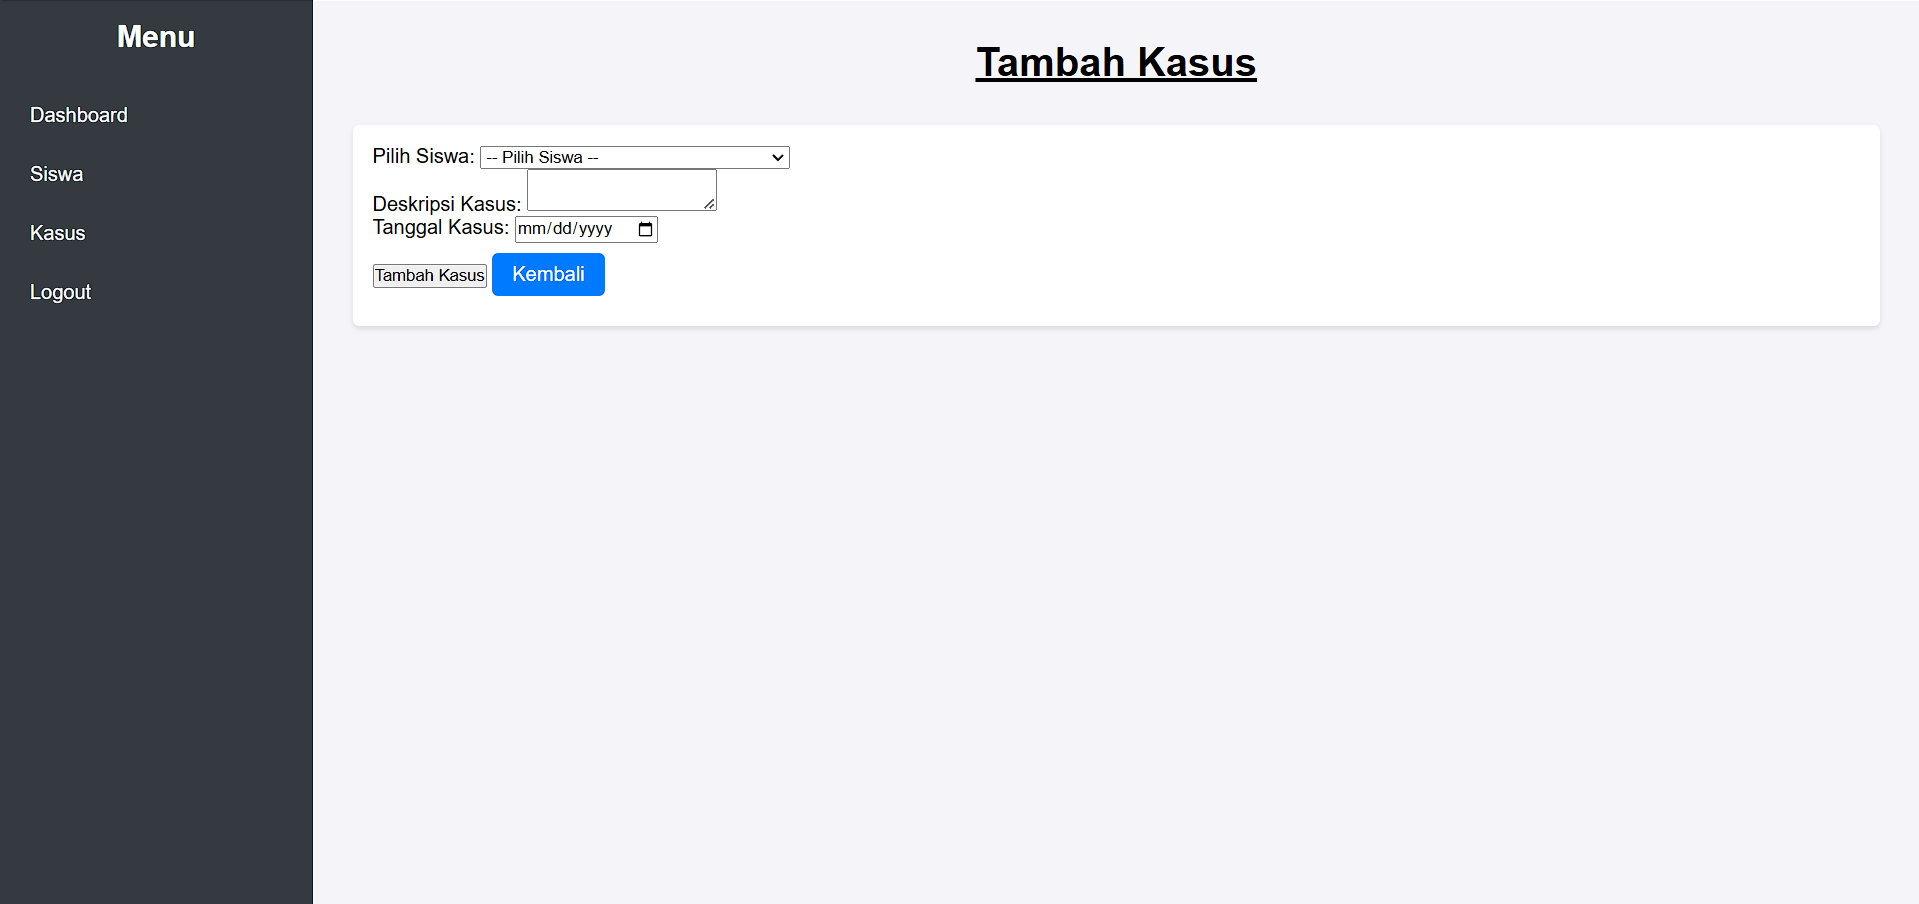 Menu
Dashboard
Siswa
Kasus
Logout
Tambah Kasus
Pilih Siswa: -- Pilih Siswa --
Deskripsi Kasus:
Tanggal Kasus: mm/dd/yyyy
Tambah Kasus Kembali